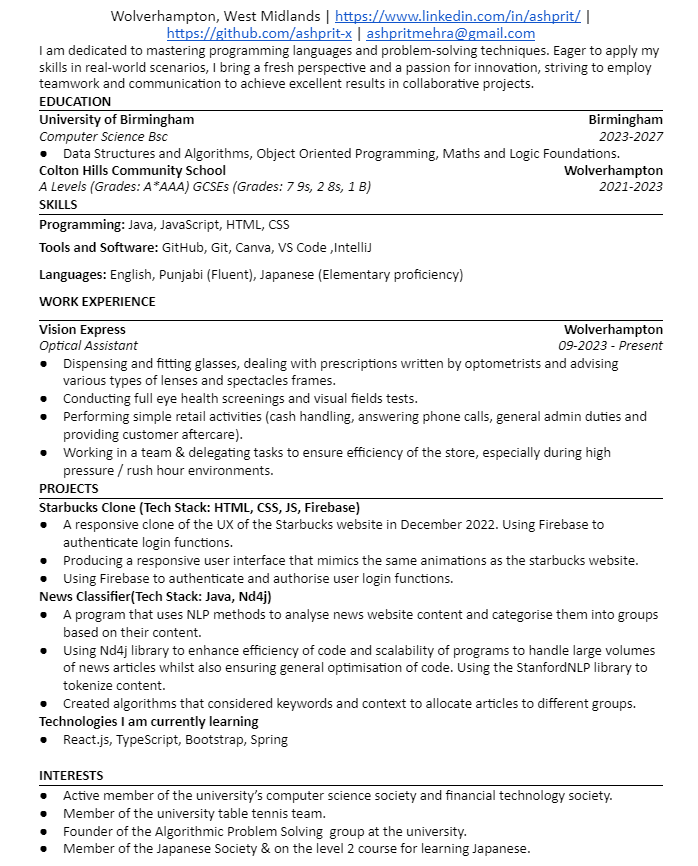 Wolverhampton, West Midlands | https://www.linkedin.com/in/ashprit/ |
https://github.com/ashprit-x | ashpritmehra@gmail.com
I am dedicated to mastering programming languages and problem-solving techniques. Eager to apply my
skills in real-world scenarios, I bring a fresh perspective and a passion for innovation, striving to employ
teamwork and communication to achieve excellent results in collaborative projects.
EDUCATION
University of Birmingham Birmingham
Computer Science Bsc 2023-2027
● Data Structures and Algorithms, Object Oriented Programming, Maths and Logic Foundations.
Colton Hills Community School Wolverhampton
A Levels (Grades: A*AAA) GCSEs (Grades: 7 9s, 2 8s, 1 B) 2021-2023
SKILLS
Programming: Java, JavaScript, HTML, CSS
Tools and Software: GitHub, Git, Canva, VS Code ,IntelliJ
Languages: English, Punjabi (Fluent), Japanese (Elementary proficiency)
WORK EXPERIENCE
Vision Express Wolverhampton
Optical Assistant 09-2023 - Present
● Dispensing and fitting glasses, dealing with prescriptions written by optometrists and advising
various types of lenses and spectacles frames.
● Conducting full eye health screenings and visual fields tests.
● Performing simple retail activities (cash handling, answering phone calls, general admin duties and
providing customer aftercare).
● Working in a team & delegating tasks to ensure efficiency of the store, especially during high
pressure / rush hour environments.
PROJECTS
Starbucks Clone (Tech Stack: HTML, CSS, JS, Firebase)
● A responsive clone of the UX of the Starbucks website in December 2022. Using Firebase to
authenticate login functions.
● Producing a responsive user interface that mimics the same animations as the starbucks website.
● Using Firebase to authenticate and authorise user login functions.
News Classifier(Tech Stack: Java, Nd4j)
● A program that uses NLP methods to analyse news website content and categorise them into groups
based on their content.
● Using Nd4j library to enhance efficiency of code and scalability of programs to handle large volumes
of news articles whilst also ensuring general optimisation of code. Using the StanfordNLP library to
tokenize content.
● Created algorithms that considered keywords and context to allocate articles to different groups.
Technologies I am currently learning
● React.js, TypeScript, Bootstrap, Spring
INTERESTS
● Active member of the university's computer science society and financial technology society.
● Member of the university table tennis team.
● Founder of the Algorithmic Problem Solving group at the university.
● Member of the Japanese Society & on the level 2 course for learning Japanese.